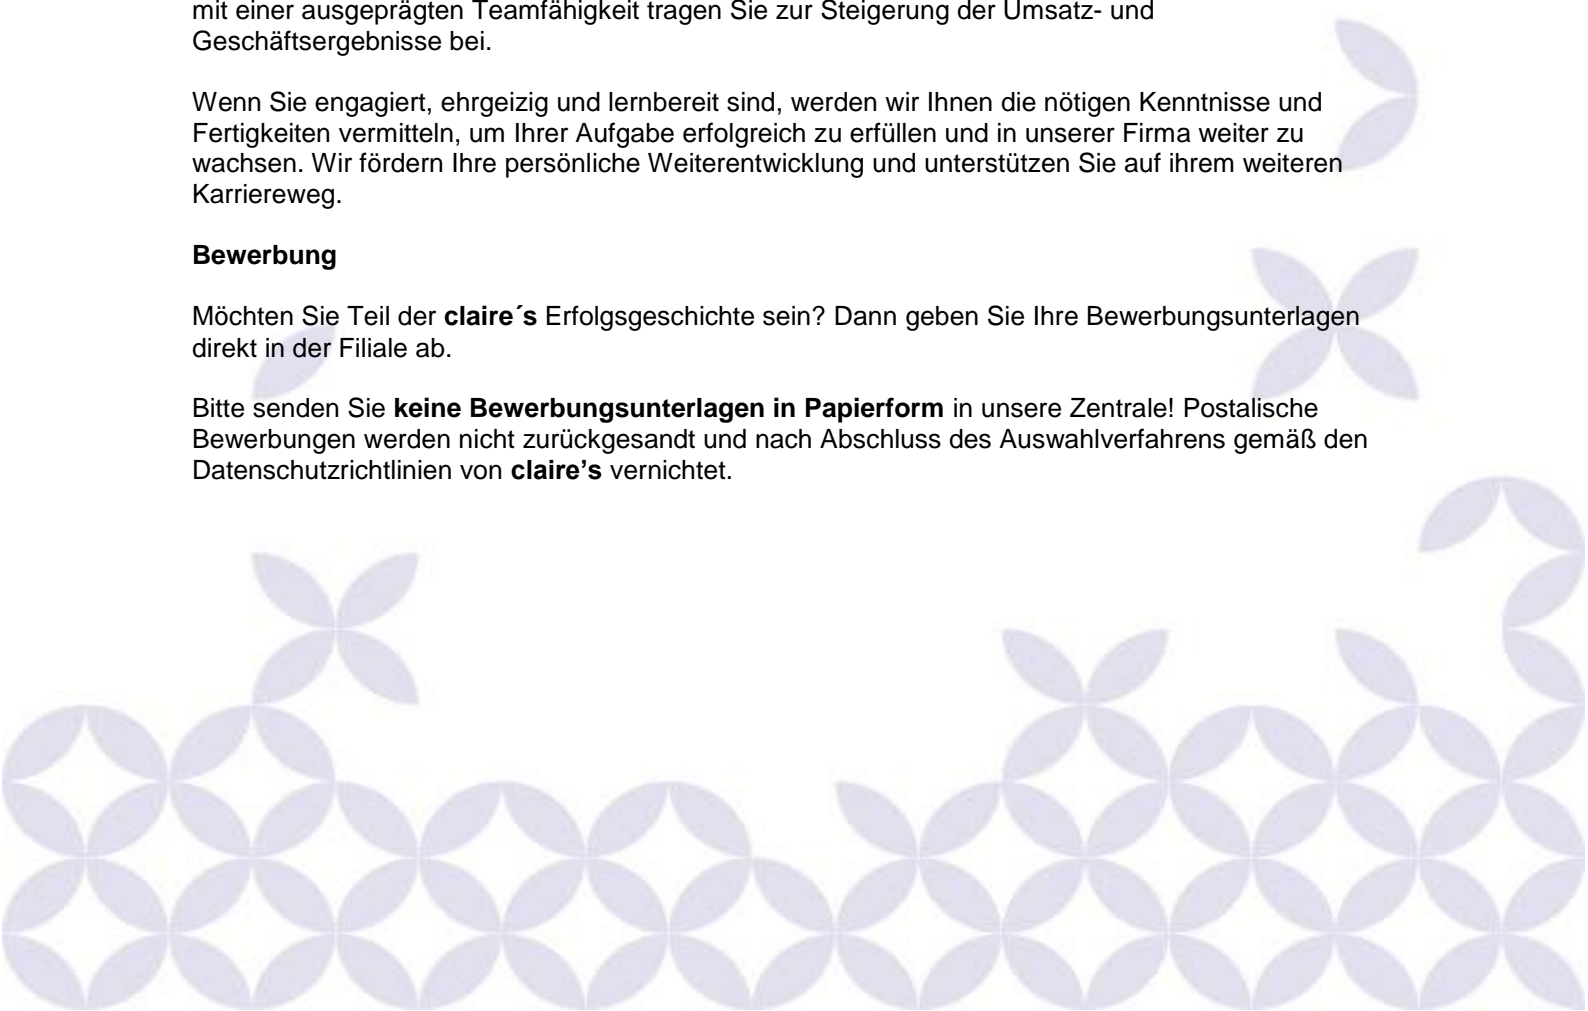 mit einer ausgeprägten Teamfähigkeit tragen Sie zur Steigerung der Umsatz- und
Geschäftsergebnisse bei.
Wenn Sie engagiert, ehrgeizig und lernbereit sind, werden wir Ihnen die nötigen Kenntnisse und
Fertigkeiten vermitteln, um Ihrer Aufgabe erfolgreich zu erfüllen und in unserer Firma weiter zu
wachsen. Wir fördern Ihre persönliche Weiterentwicklung und unterstützen Sie auf ihrem weiteren
Karriereweg.
Bewerbung
Möchten Sie Teil der claire´s Erfolgsgeschichte sein? Dann geben Sie Ihre Bewerbungsunterlagen
direkt in der Filiale ab.
Bitte senden Sie keine Bewerbungsunterlagen in Papierform in unsere Zentrale! Postalische
Bewerbungen werden nicht zurückgesandt und nach Abschluss des Auswahlverfahrens gemäß den
Datenschutzrichtlinien von claire’s vernichtet.